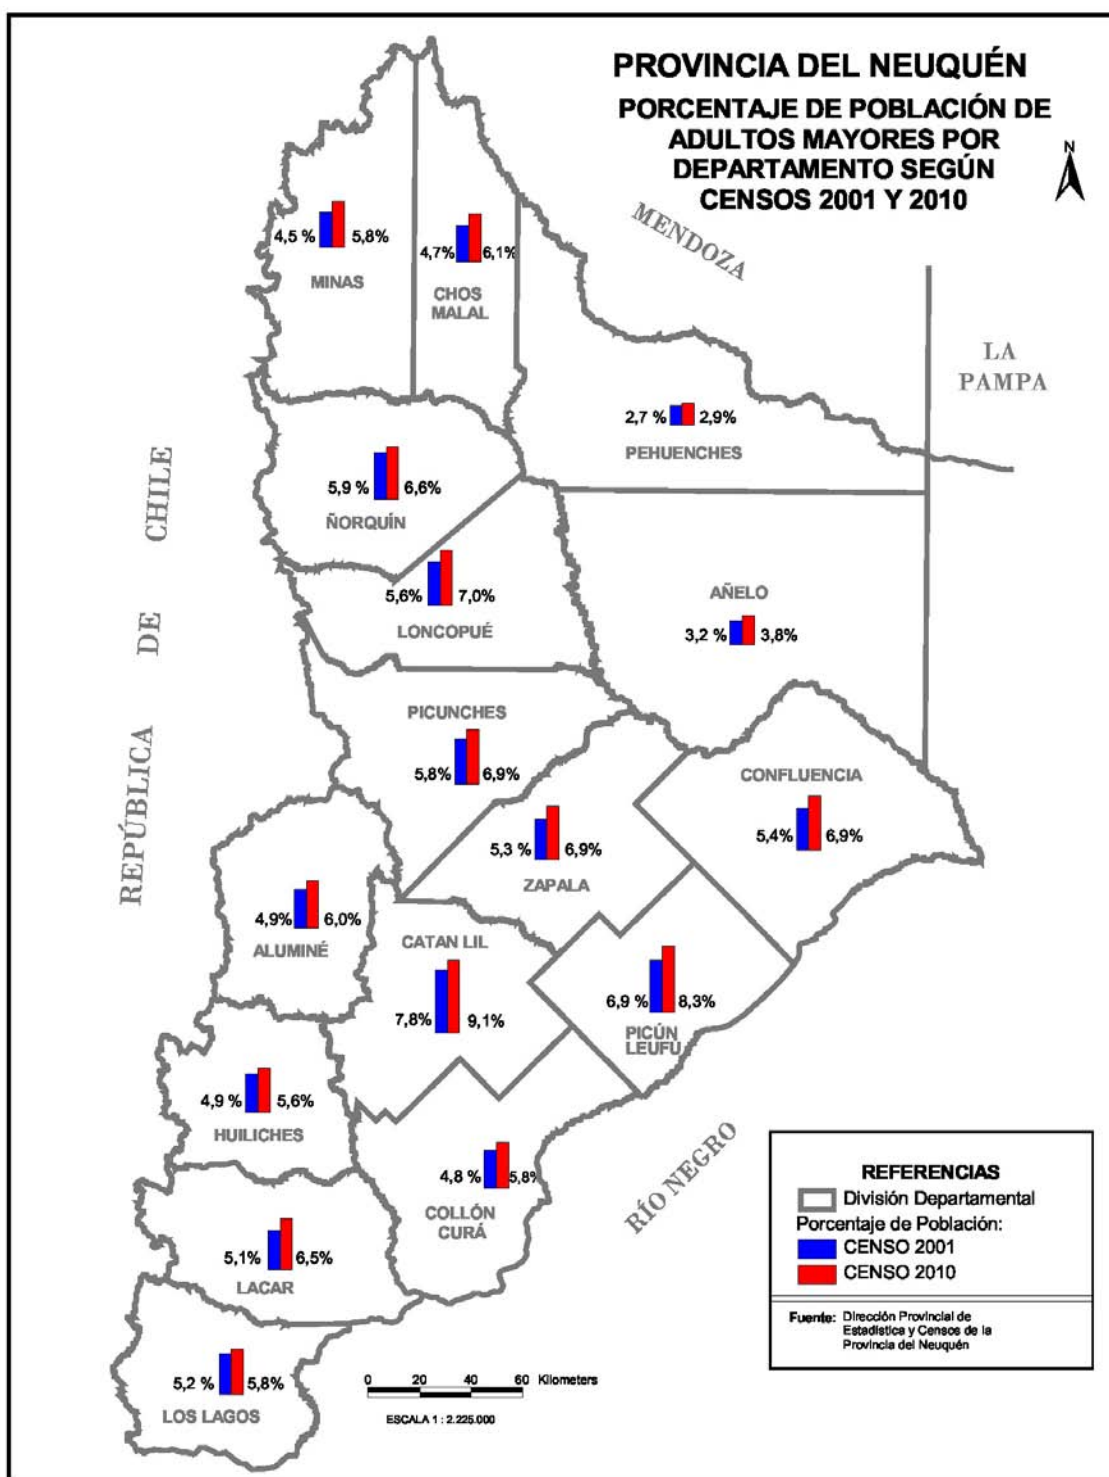 PROVINCIA DEL NEUQUÉN
PORCENTAJE DE POBLACIÓN DE
ADULTOS MAYORES POR
DEPARTAMENTO SEGÚN
CENSOS 2001 Y 2010
N
MENDOZA
LA
PAMPA
REPÚBLICA DE CHILE
RÍO NEGRO
4,5 % 5,8%
MINAS
4,7% 6,1%
CHOS
MALAL
2,7 % 2,9%
PEHUENCHES
5,9 % 6,6%
ÑORQUÍN
5,6% 7,0%
LONCOPUÉ
AÑELO
3,2 % 3,8%
PICUNCHES
5,8% 6,9%
CONFLUENCIA
5,4% 6,9%
5,3 % 6,9%
ZAPALA
4,9% 6,0%
ALUMINÉ
CATAN LIL
7,8% 9,1%
6,9 % 8,3%
PICÚN
LEUFU
4,9 % 5,6%
HUILICHES
4,8 % 5,8%
COLLÓN
CURÁ
5,1% 6,5%
LACAR
5,2 % 5,8%
LOS LAGOS
0 20 40 60 Kilometers
ESCALA 1 : 2.225.000
REFERENCIAS
División Departamental
Porcentaje de Población:
CENSO 2001
CENSO 2010
Fuente: Dirección Provincial de
Estadística y Censos de la
Provincia del Neuquén